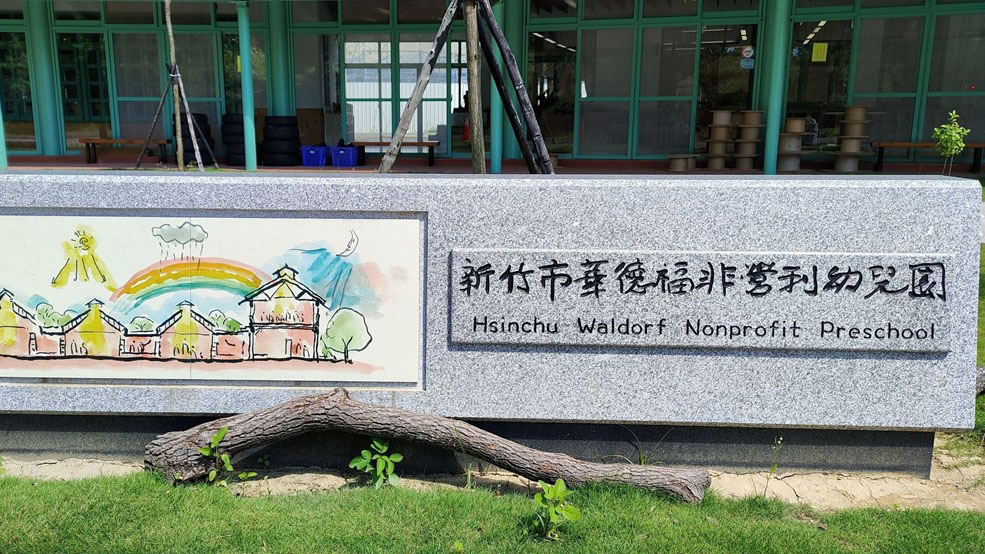 新竹市華德福非營利幼兒園
Hsinchu Waldorf Nonprofit Preschool